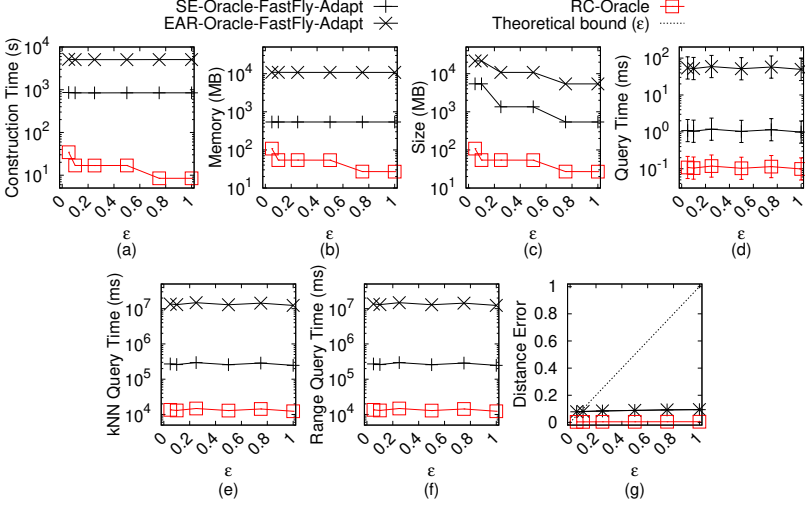 SE-Oracle-FastFly-Adapt
EAR-Oracle-FastFly-Adapt
RC-Oracle
Theoretical bound (ε)
Construction Time (s)
10^4
10^3
10^2
10^1
0 0.2 0.4 0.6 0.8 1
ε
(a)
Memory (MB)
10^4
10^3
10^2
10^1
0 0.2 0.4 0.6 0.8 1
ε
(b)
Size (MB)
10^4
10^3
10^2
10^1
0 0.2 0.4 0.6 0.8 1
ε
(c)
Query Time (ms)
10^2
10^1
10^0
10^-1
0 0.2 0.4 0.6 0.8 1
ε
(d)
kNN Query Time (ms)
10^7
10^6
10^5
10^4
0 0.2 0.4 0.6 0.8 1
ε
(e)
Range Query Time (ms)
10^7
10^6
10^5
10^4
0 0.2 0.4 0.6 0.8 1
ε
(f)
Distance Error
1
0.8
0.6
0.4
0.2
0
0 0.2 0.4 0.6 0.8 1
ε
(g)